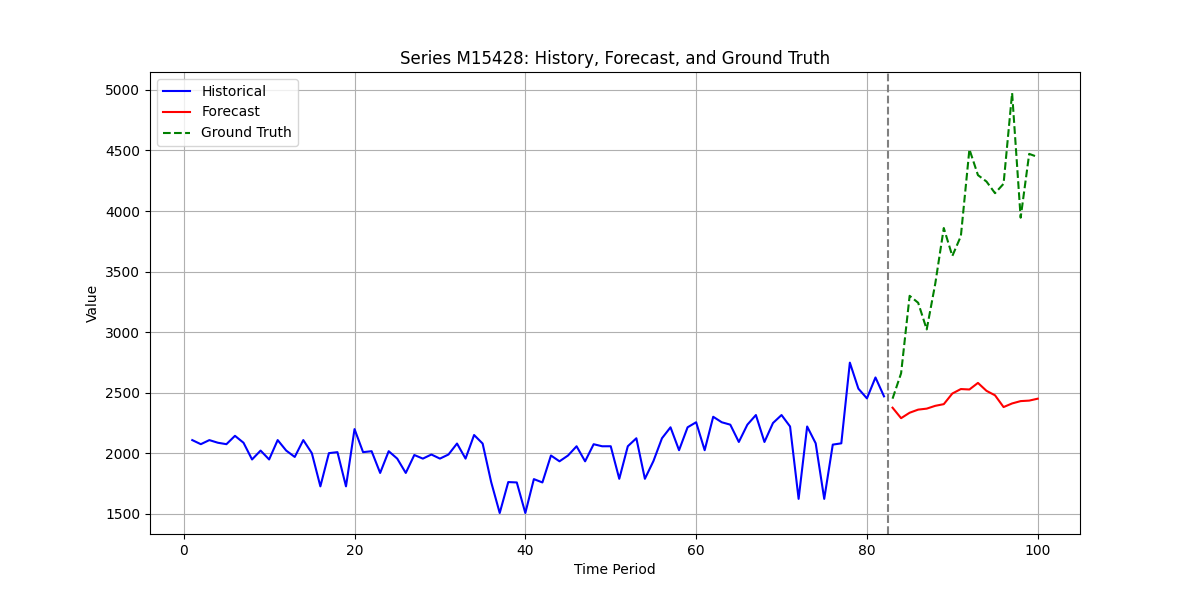 Series M15428: History, Forecast, and Ground Truth
Historical
Forecast
Ground Truth
5000
4500
4000
3500
3000
2500
2000
1500
Value
0 20 40 60 80 100
Time Period